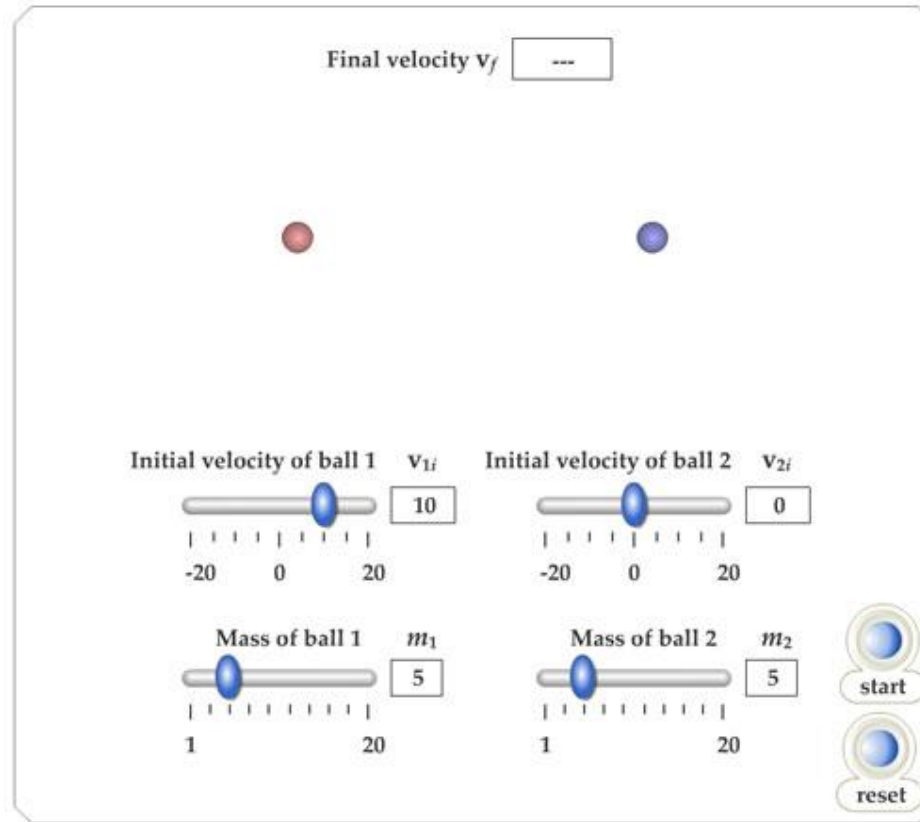 Final velocity v_f ---
Initial velocity of ball 1 v_1i Initial velocity of ball 2 v_2i
10 0
-20 0 20 -20 0 20
Mass of ball 1 m_1 Mass of ball 2 m_2
5 5
start
1 20 1 20
reset